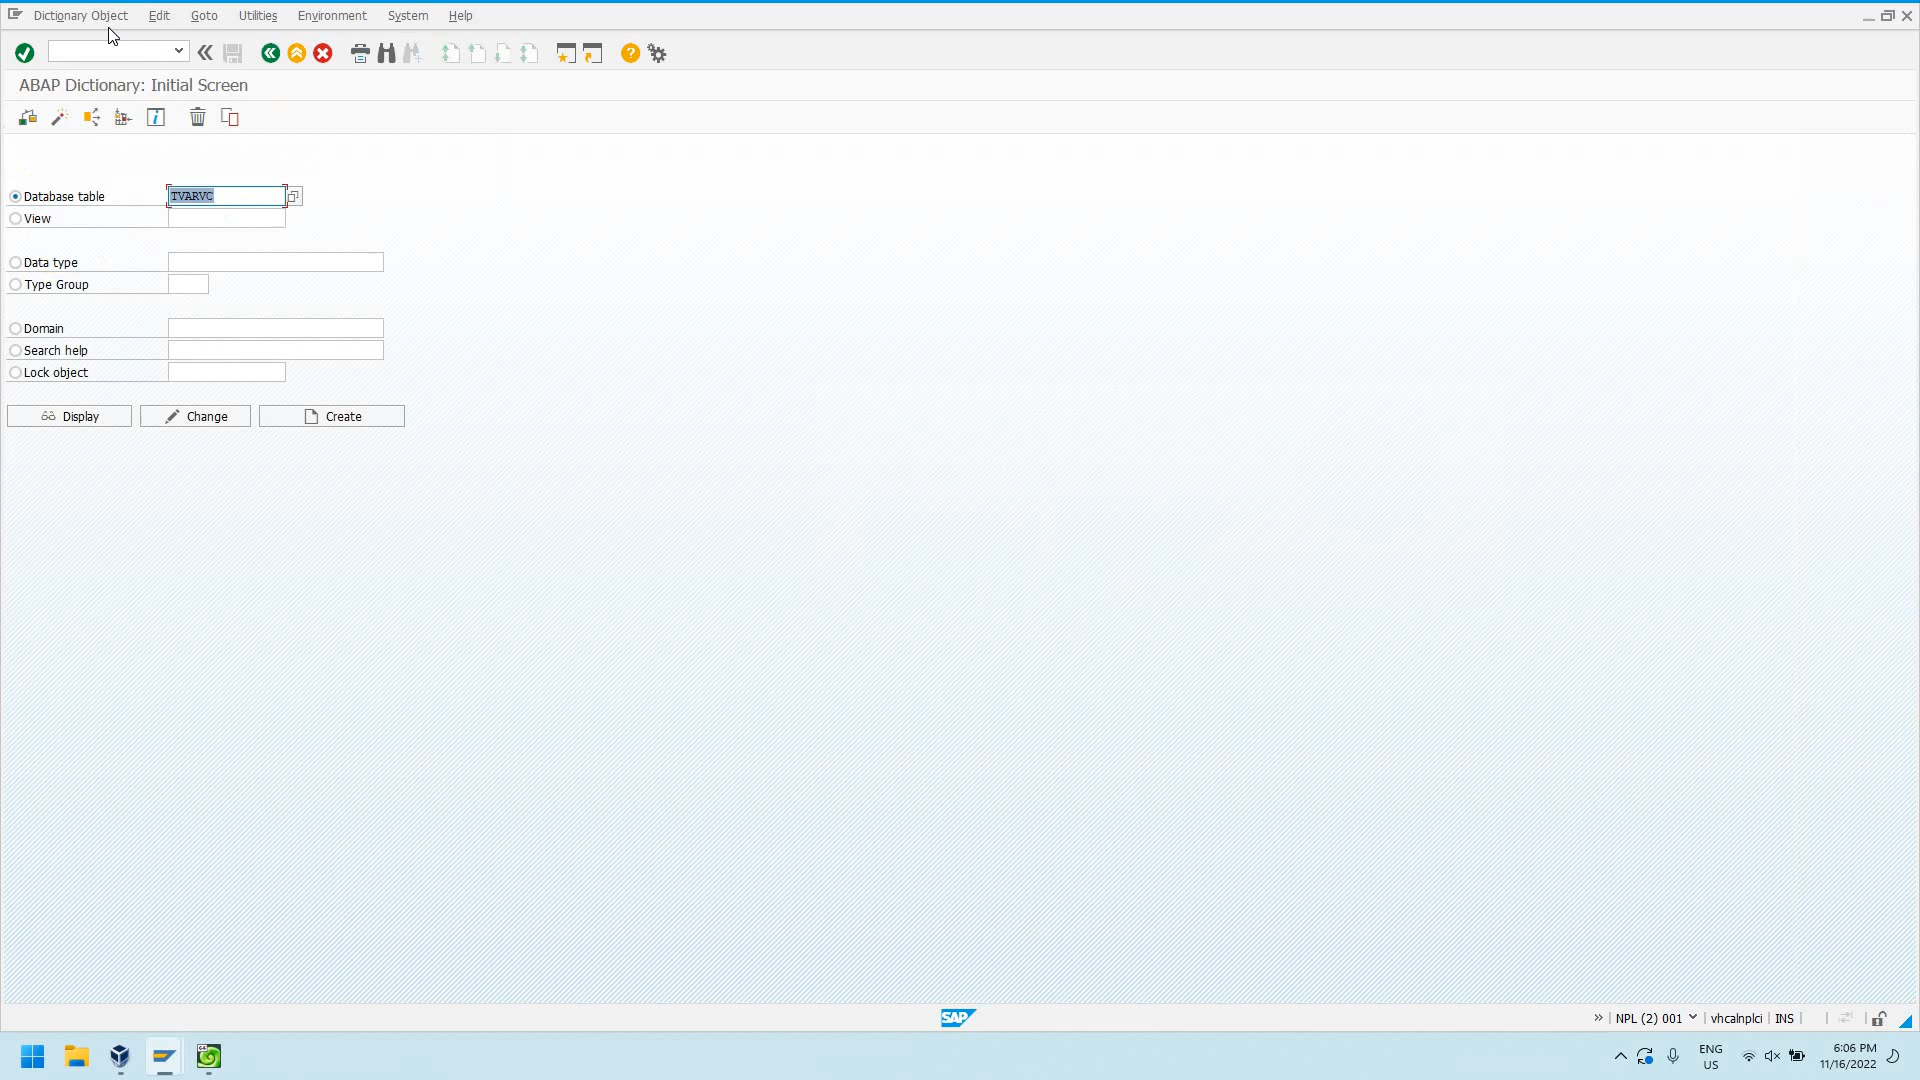 Dictionary Object Edit Goto Utilities Environment System Help
ABAP Dictionary: Initial Screen
Database table TVARVC
View
Data type
Type Group
Domain
Search help
Lock object
Display Change Create
SAP
NPL (2) 001 vhcalnplci INS
64
ENG
US
6:06 PM
11/16/2022